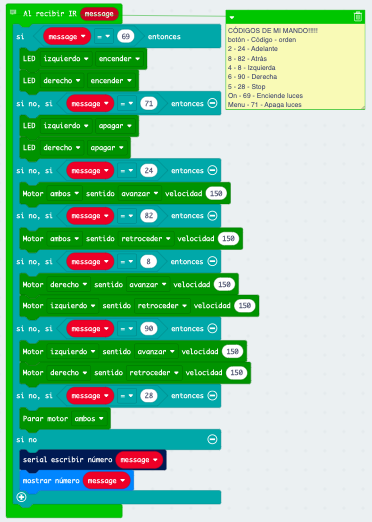 Al recibir IR message
si message = 69 entonces
LED izquierdo encender
LED derecho encender
si no, si message = 71 entonces
LED izquierdo apagar
LED derecho apagar
si no, si message = 24 entonces
Motor ambos sentido avanzar velocidad 150
si no, si message = 82 entonces
Motor ambos sentido retroceder velocidad 150
si no, si message = 8 entonces
Motor derecho sentido avanzar velocidad 150
Motor izquierdo sentido retroceder velocidad 150
si no, si message = 90 entonces
Motor izquierdo sentido avanzar velocidad 150
Motor derecho sentido retroceder velocidad 150
si no, si message = 28 entonces
Parar motor ambos
si no
serial escribir número message
mostrar número message
CÓDIGOS DE MI MANDO!!!!!
botón - Código - orden
2 - 24 - Adelante
8 - 82 - Atrás
4 - 8 - Izquierda
6 - 90 - Derecha
5 - 28 - Stop
On - 69 - Enciende luces
Menu - 71 - Apaga luces